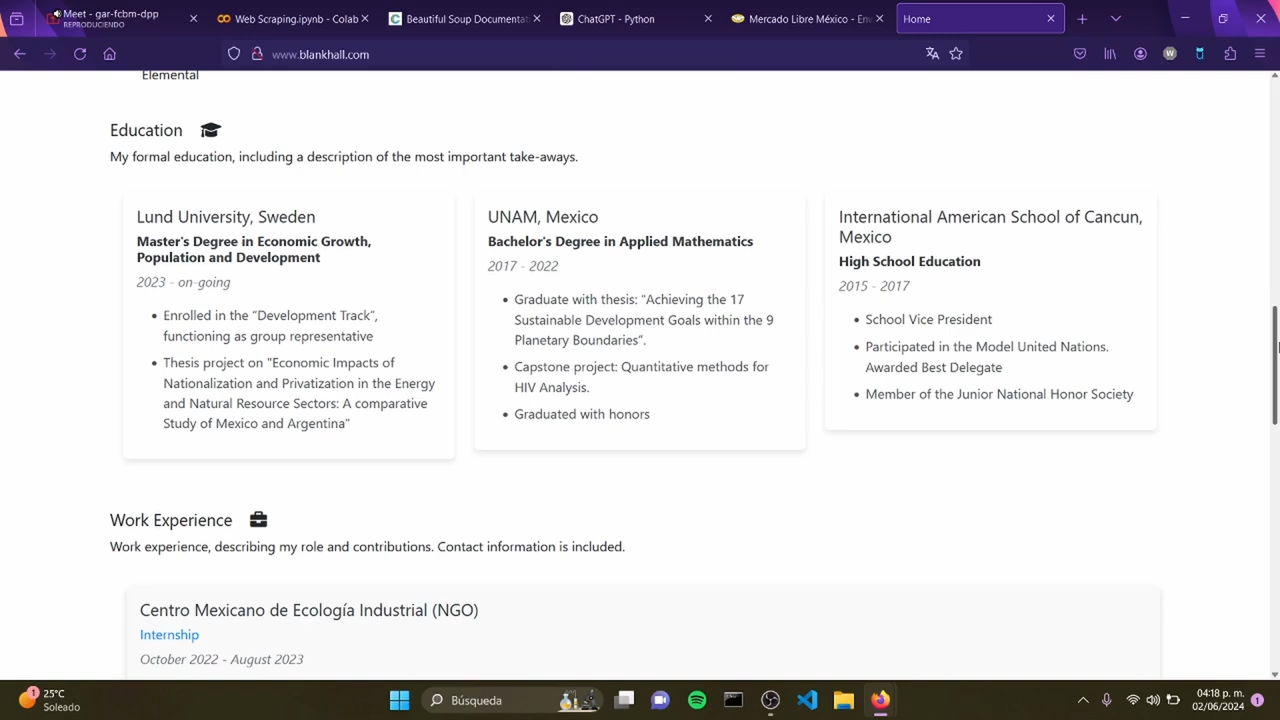 Meet - gar-fcbm-dpp
REPRODUCIENDO
Web Scraping.ipynb - Colab
Beautiful Soup Documentat
ChatGPT - Python
Mercado Libre México - En
Home
www.blankhall.com
Elemental
Education
My formal education, including a description of the most important take-aways.
Lund University, Sweden
Master's Degree in Economic Growth,
Population and Development
2023 - on-going
Enrolled in the “Development Track”,
functioning as group representative
Thesis project on "Economic Impacts of
Nationalization and Privatization in the Energy
and Natural Resource Sectors: A comparative
Study of Mexico and Argentina"
UNAM, Mexico
Bachelor's Degree in Applied Mathematics
2017 - 2022
Graduate with thesis: “Achieving the 17
Sustainable Development Goals within the 9
Planetary Boundaries”.
Capstone project: Quantitative methods for
HIV Analysis.
Graduated with honors
International American School of Cancun,
Mexico
High School Education
2015 - 2017
School Vice President
Participated in the Model United Nations.
Awarded Best Delegate
Member of the Junior National Honor Society
Work Experience
Work experience, describing my role and contributions. Contact information is included.
Centro Mexicano de Ecología Industrial (NGO)
Internship
October 2022 - August 2023
1
25°C
Soleado
Búsqueda
04:18 p. m.
02/06/2024
1